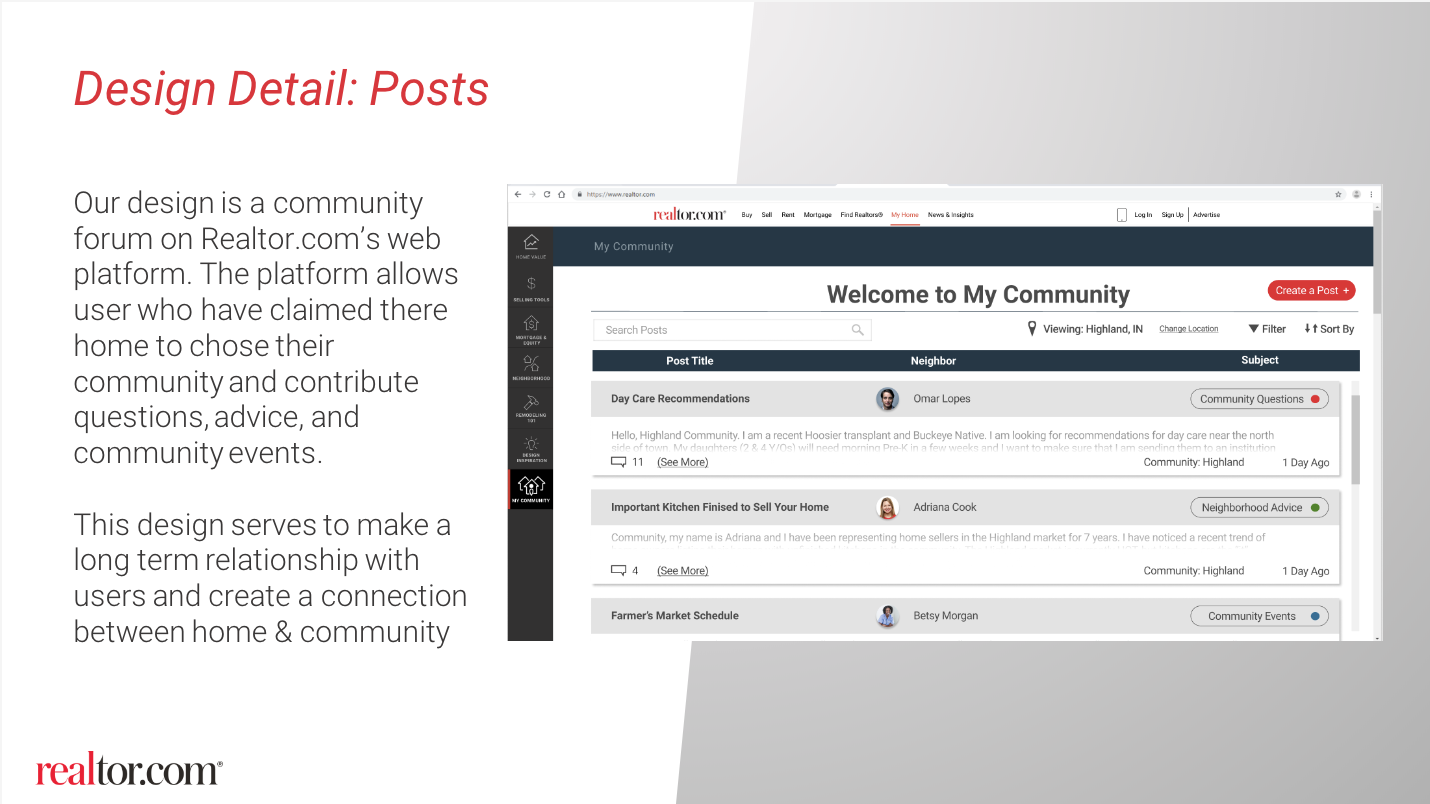 Design Detail: Posts
Our design is a community
forum on Realtor.com's web
platform. The platform allows
user who have claimed there
home to chose their
community and contribute
questions, advice, and
community events.
This design serves to make a
long term relationship with
users and create a connection
between home & community
realtor.com®
https://www.realtor.com
realtor.com® Buy Sell Rent Mortgage Find Realtors® My Home News & Insights Log In Sign Up Advertise
HOME VALUE
SELLING TOOLS
MORTGAGE &
EQUITY
NEIGHBORHOOD
REMODELING
101
DESIGN
INSPIRATION
MY COMMUNITY
My Community
Welcome to My Community
Create a Post +
Search Posts
Viewing: Highland, IN Change Location Filter Sort By
Post Title Neighbor Subject
Day Care Recommendations Omar Lopes Community Questions
Hello, Highland Community. I am a recent Hoosier transplant and Buckeye Native. I am looking for recommendations for day care near the north
side of town. My daughters (2 & 4 Y/Os) will need morning Pre-K in a few weeks and I want to make sure that I am sending them to an institution
11 (See More) Community: Highland 1 Day Ago
Important Kitchen Finised to Sell Your Home Adriana Cook Neighborhood Advice
Community, my name is Adriana and I have been representing home sellers in the Highland market for 7 years. I have noticed a recent trend of
4 (See More) Community: Highland 1 Day Ago
Farmer's Market Schedule Betsy Morgan Community Events